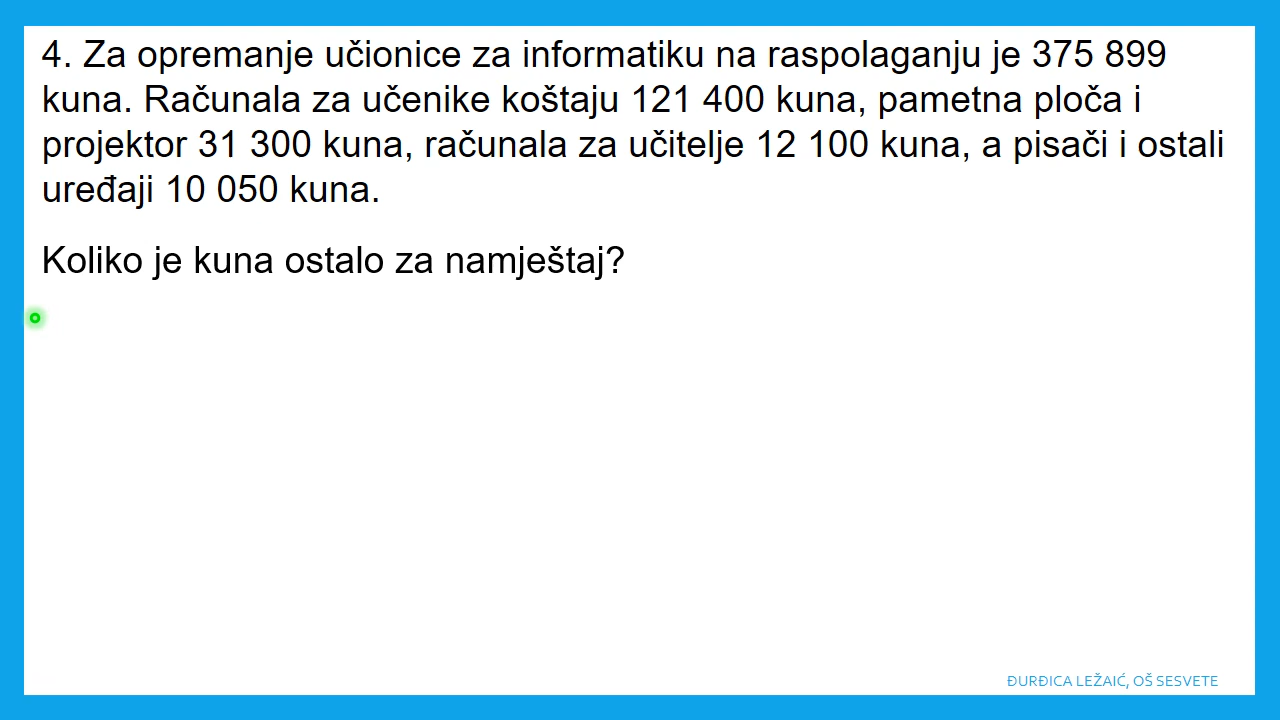 4. Za opremanje učionice za informatiku na raspolaganju je 375 899
kuna. Računala za učenike koštaju 121 400 kuna, pametna ploča i
projektor 31 300 kuna, računala za učitelje 12 100 kuna, a pisači i ostali
uređaji 10 050 kuna.
Koliko je kuna ostalo za namještaj?
ĐURĐICA LEŽAIĆ, OŠ SESVETE